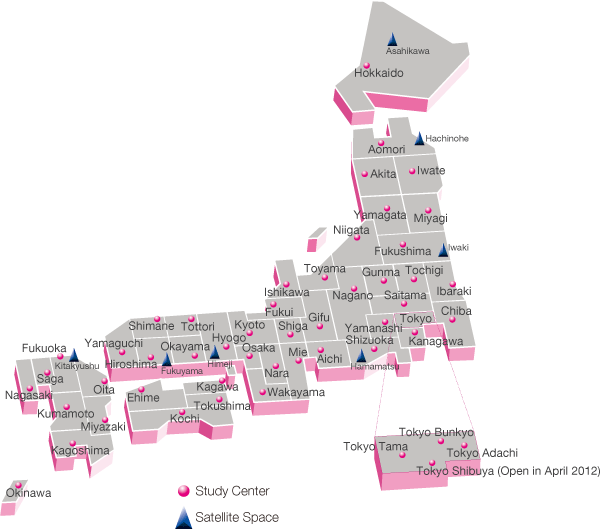 Asahikawa
Hokkaido
Hachinohe
Aomori
Akita
Iwate
Yamagata
Miyagi
Niigata
Fukushima
Iwaki
Toyama
Gunma
Tochigi
Ishikawa
Nagano
Saitama
Ibaraki
Fukui
Gifu
Tokyo
Chiba
Shimane
Tottori
Kyoto
Shiga
Yamanashi
Kanagawa
Yamaguchi
Hyogo
Shizuoka
Fukuoka
Okayama
Osaka
Mie
Aichi
Kitakyushu
Hiroshima
Himeji
Hamamatsu
Fukuyama
Nara
Saga
Oita
Kagawa
Nagasaki
Ehime
Tokushima
Wakayama
Kumamoto
Kochi
Miyazaki
Kagoshima
Okinawa
Tokyo Bunkyo
Tokyo Tama
Tokyo Adachi
Tokyo Shibuya (Open in April 2012)
Study Center
Satellite Space